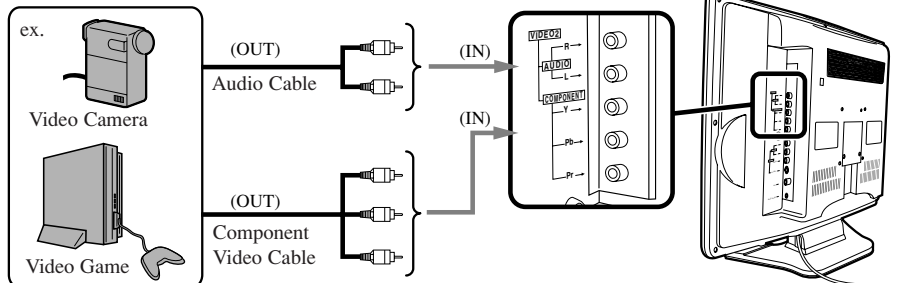 ex.
Video Camera
Video Game
(OUT)
Audio Cable
(OUT)
Component
Video Cable
(IN)
(IN)
VIDEO2
R
AUDIO
L
COMPONENT
Y
Pb
Pr